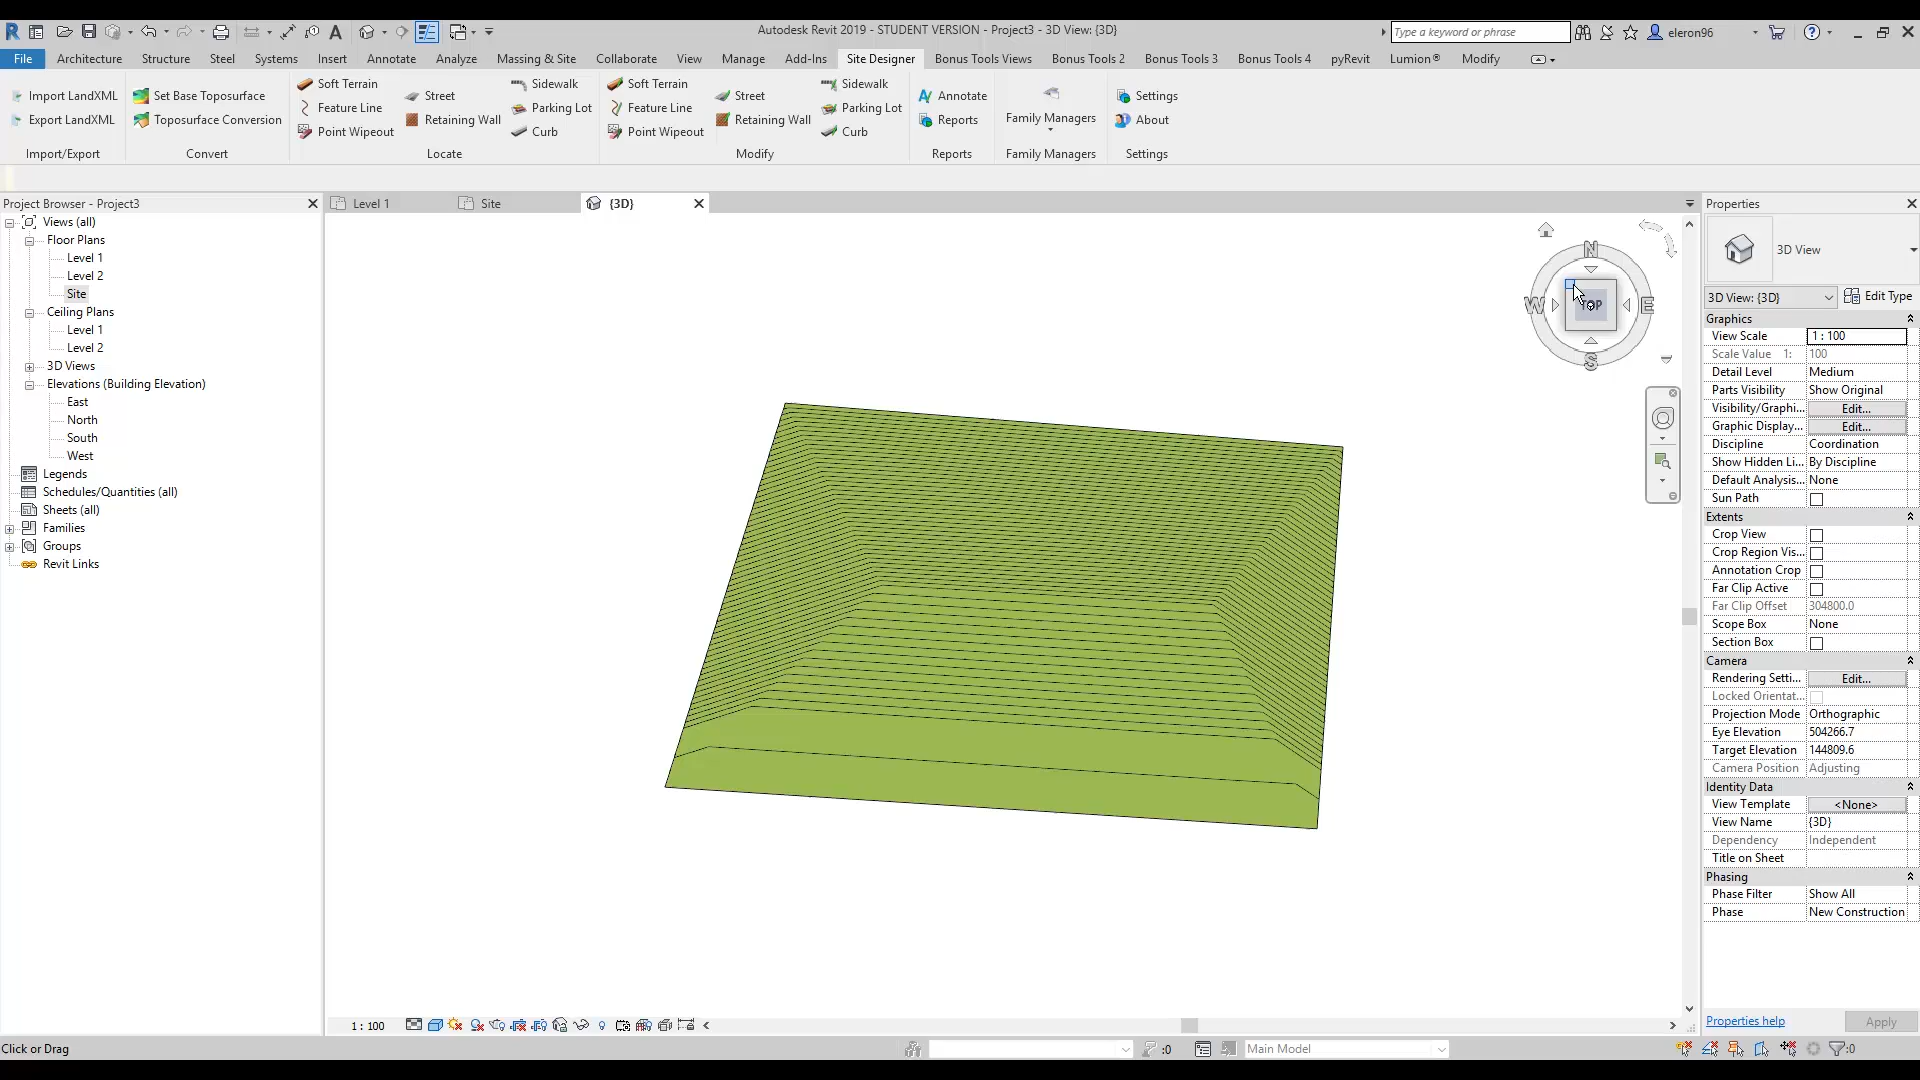 Autodesk Revit 2019 - STUDENT VERSION - Project3 - 3D View: {3D}
Type a keyword or phrase
eleron96
File
Architecture
Structure
Steel
Systems
Insert
Annotate
Analyze
Massing & Site
Collaborate
View
Manage
Add-Ins
Site Designer
Bonus Tools Views
Bonus Tools 2
Bonus Tools 3
Bonus Tools 4
pyRevit
Lumion®
Modify
Import LandXML
Export LandXML
Import/Export
Set Base Toposurface
Toposurface Conversion
Convert
Soft Terrain
Feature Line
Point Wipeout
Street
Retaining Wall
Sidewalk
Parking Lot
Curb
Locate
Soft Terrain
Feature Line
Point Wipeout
Street
Retaining Wall
Sidewalk
Parking Lot
Curb
Modify
Annotate
Reports
Reports
Family Managers
Family Managers
Settings
About
Settings
Project Browser - Project3
Views (all)
Floor Plans
Level 1
Level 2
Site
Ceiling Plans
Level 1
Level 2
3D Views
Elevations (Building Elevation)
East
North
South
West
Legends
Schedules/Quantities (all)
Sheets (all)
Families
Groups
Revit Links
Level 1
Site
{3D}
N
W
TOP
E
S
Properties
3D View
3D View: {3D}
Edit Type
Graphics
View Scale 1 : 100
Scale Value 1: 100
Detail Level Medium
Parts Visibility Show Original
Visibility/Graphi... Edit...
Graphic Display... Edit...
Discipline Coordination
Show Hidden Li... By Discipline
Default Analysis... None
Sun Path
Extents
Crop View
Crop Region Vis...
Annotation Crop
Far Clip Active
Far Clip Offset 304800.0
Scope Box None
Section Box
Camera
Rendering Setti... Edit...
Locked Orientat...
Projection Mode Orthographic
Eye Elevation 504266.7
Target Elevation 144809.6
Camera Position Adjusting
Identity Data
View Template <None>
View Name {3D}
Dependency Independent
Title on Sheet
Phasing
Phase Filter Show All
Phase New Construction
Properties help
Apply
1 : 100
Click or Drag
:0
Main Model
:0